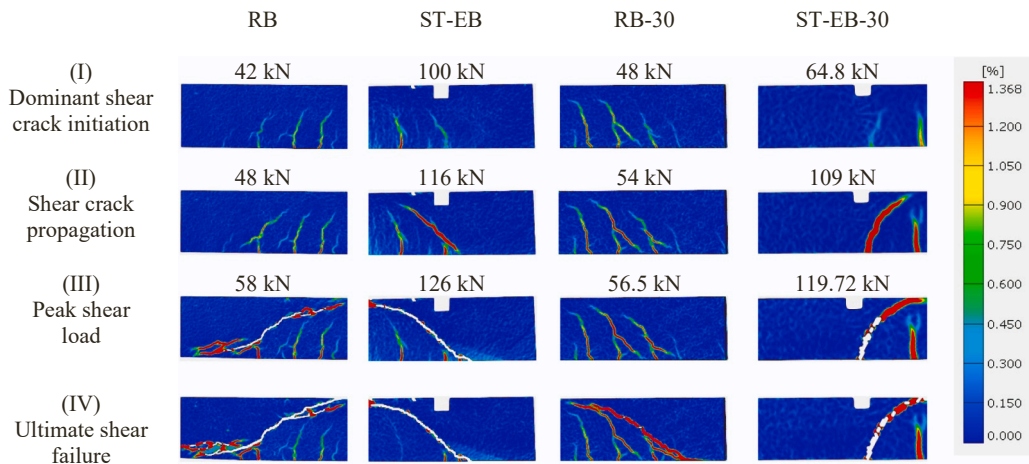 RB ST-EB RB-30 ST-EB-30
(I)
Dominant shear
crack initiation
42 kN 100 kN 48 kN 64.8 kN
(II)
Shear crack
propagation
48 kN 116 kN 54 kN 109 kN
(III)
Peak shear
load
58 kN 126 kN 56.5 kN 119.72 kN
(IV)
Ultimate shear
failure
[%]
1.368
1.200
1.050
0.900
0.750
0.600
0.450
0.300
0.150
0.000